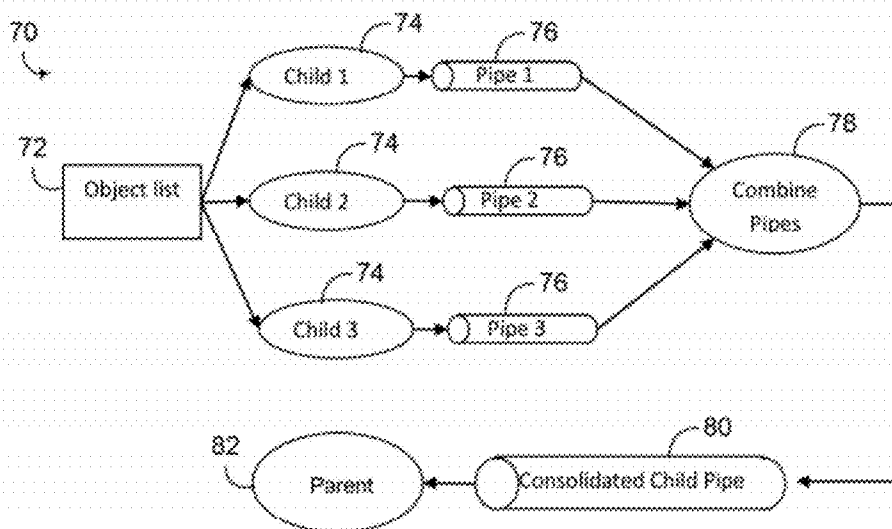 70
74
76
Child 1
Pipe 1
72
74
76
78
Object list
Child 2
Pipe 2
Combine
Pipes
74
76
Child 3
Pipe 3
82
80
Parent
Consolidated Child Pipe